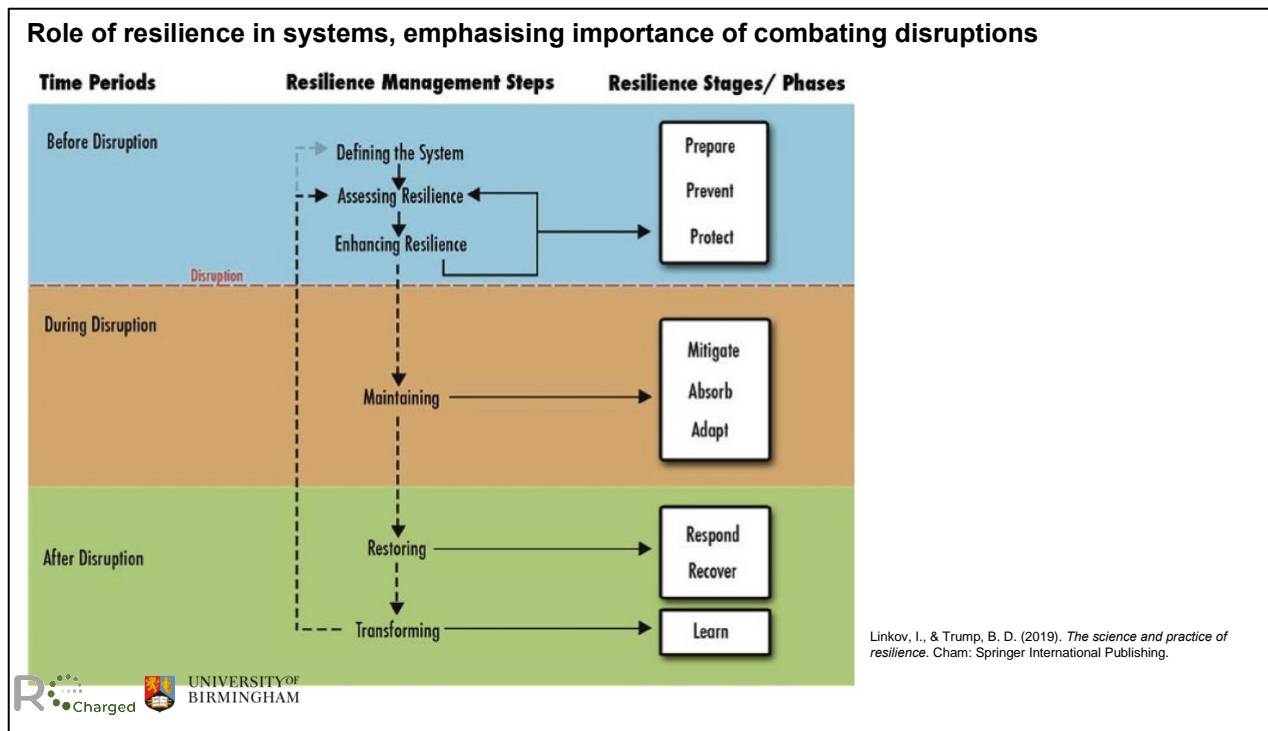 Role of resilience in systems, emphasising importance of combating disruptions
Time Periods
Resilience Management Steps
Resilience Stages/ Phases
Before Disruption
Defining the System
Assessing Resilience
Enhancing Resilience
Prepare
Prevent
Protect
Disruption
During Disruption
Maintaining
Mitigate
Absorb
Adapt
After Disruption
Restoring
Respond
Recover
Transforming
Learn
Linkov, I., & Trump, B. D. (2019). The science and practice of
resilience. Cham: Springer International Publishing.
R
Charged
UNIVERSITY OF
BIRMINGHAM